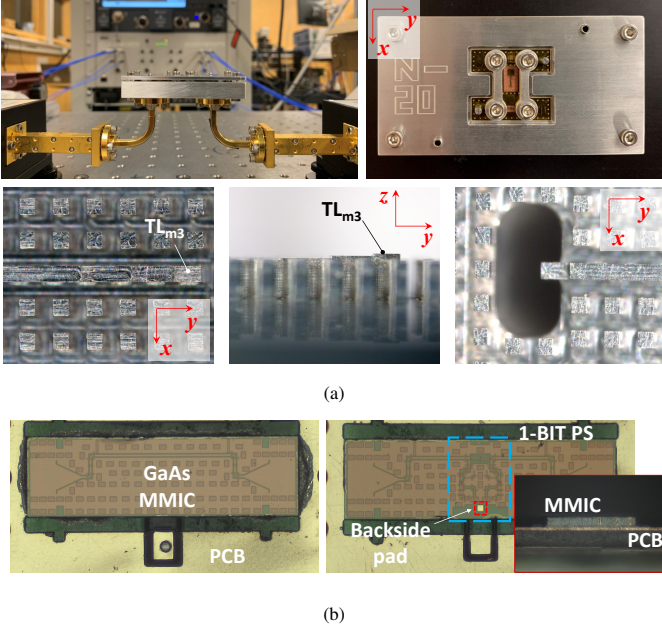 y
x
N-
20
TLm3
y
x
z
TLm3
y
y
x
(a)
1-BIT PS
GaAs
MMIC
MMIC
Backside
pad
PCB
PCB
(b)